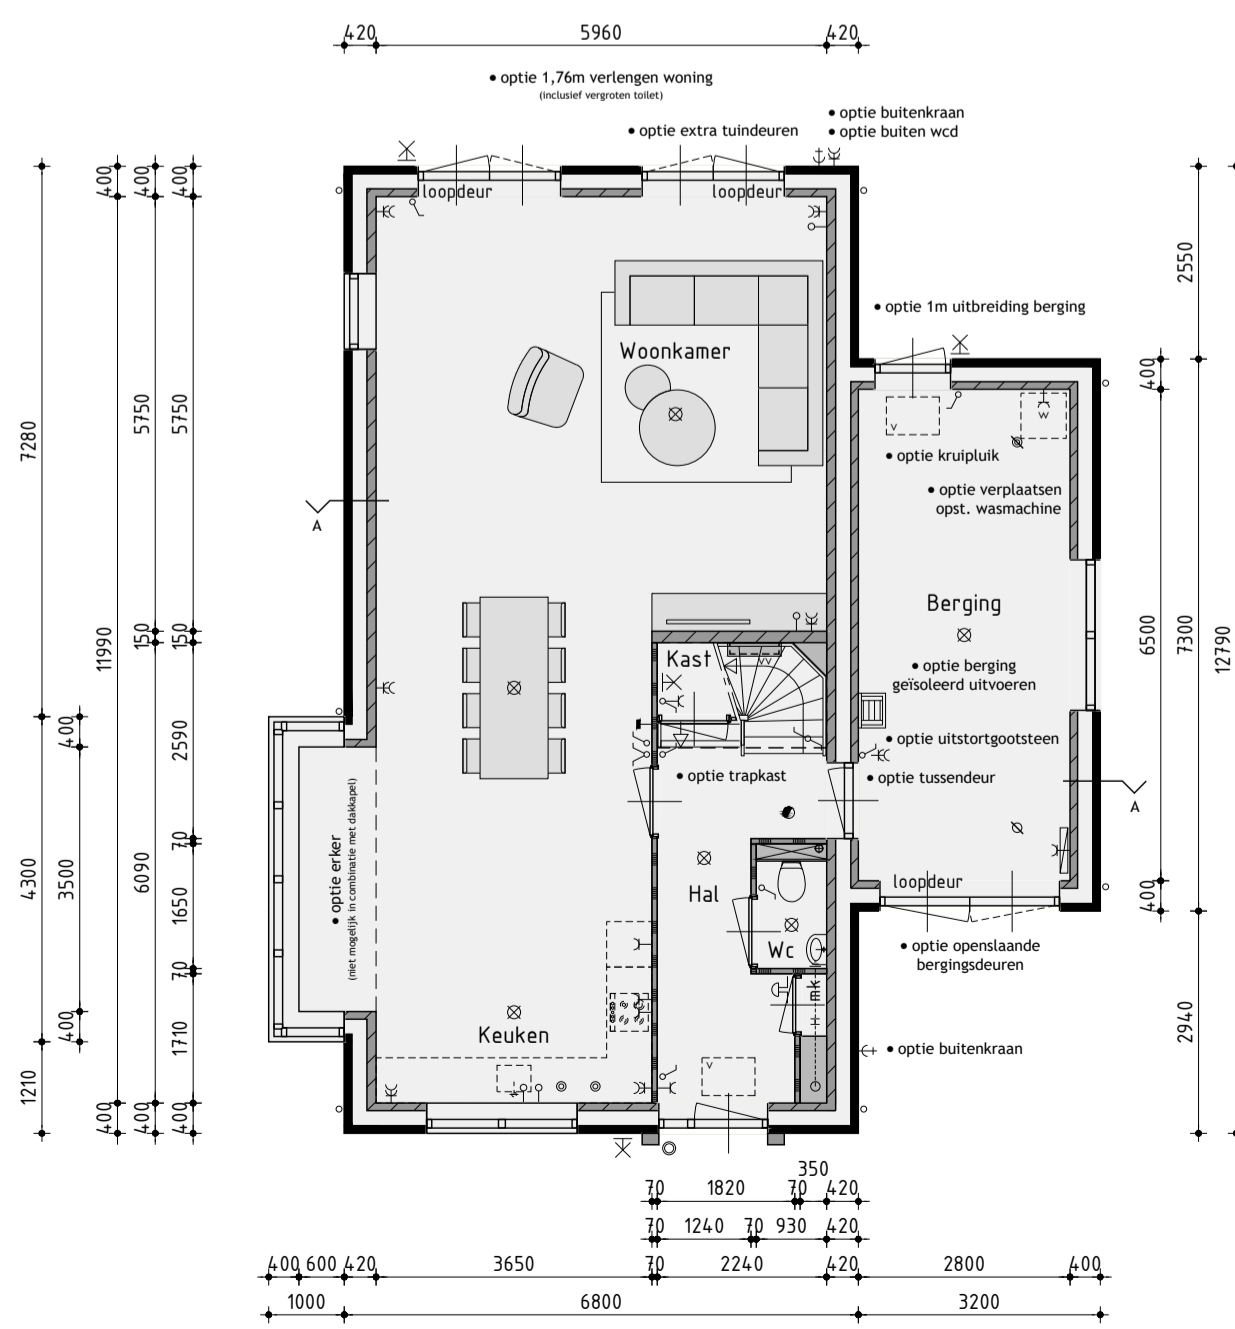 420 5960 420
• optie 1,76m verlengen woning
(inclusief vergroten toilet)
• optie buitenkraan
• optie extra tuindeuren
• optie buiten wcd
loopdeur
loopdeur
400
400
400
400
2550
• optie 1m uitbreiding berging
Woonkamer
7280
5750
5750
v
w
• optie kruipluik
• optie verplaatsen
opst. wasmachine
A
Berging
11990
150
150
6500
7300
12790
Kast
vv
• optie berging
geïsoleerd uitvoeren
400
2590
• optie uitstortgootsteen
• optie trapkast
• optie tussendeur
A
4300
3500
6090
70
• optie erker
(niet mogelijk in combinatie met dakkapel)
1650
Hal
loopdeur
400
Wc
• optie openslaande
bergingsdeuren
70
mk
400
1710
Keuken
2940
• optie buitenkraan
1210
v
400
400
400
350
70 1820 70 420
70 1240 70 930 420
400 600 420 3650 70 2240 420 2800 400
1000 6800 3200